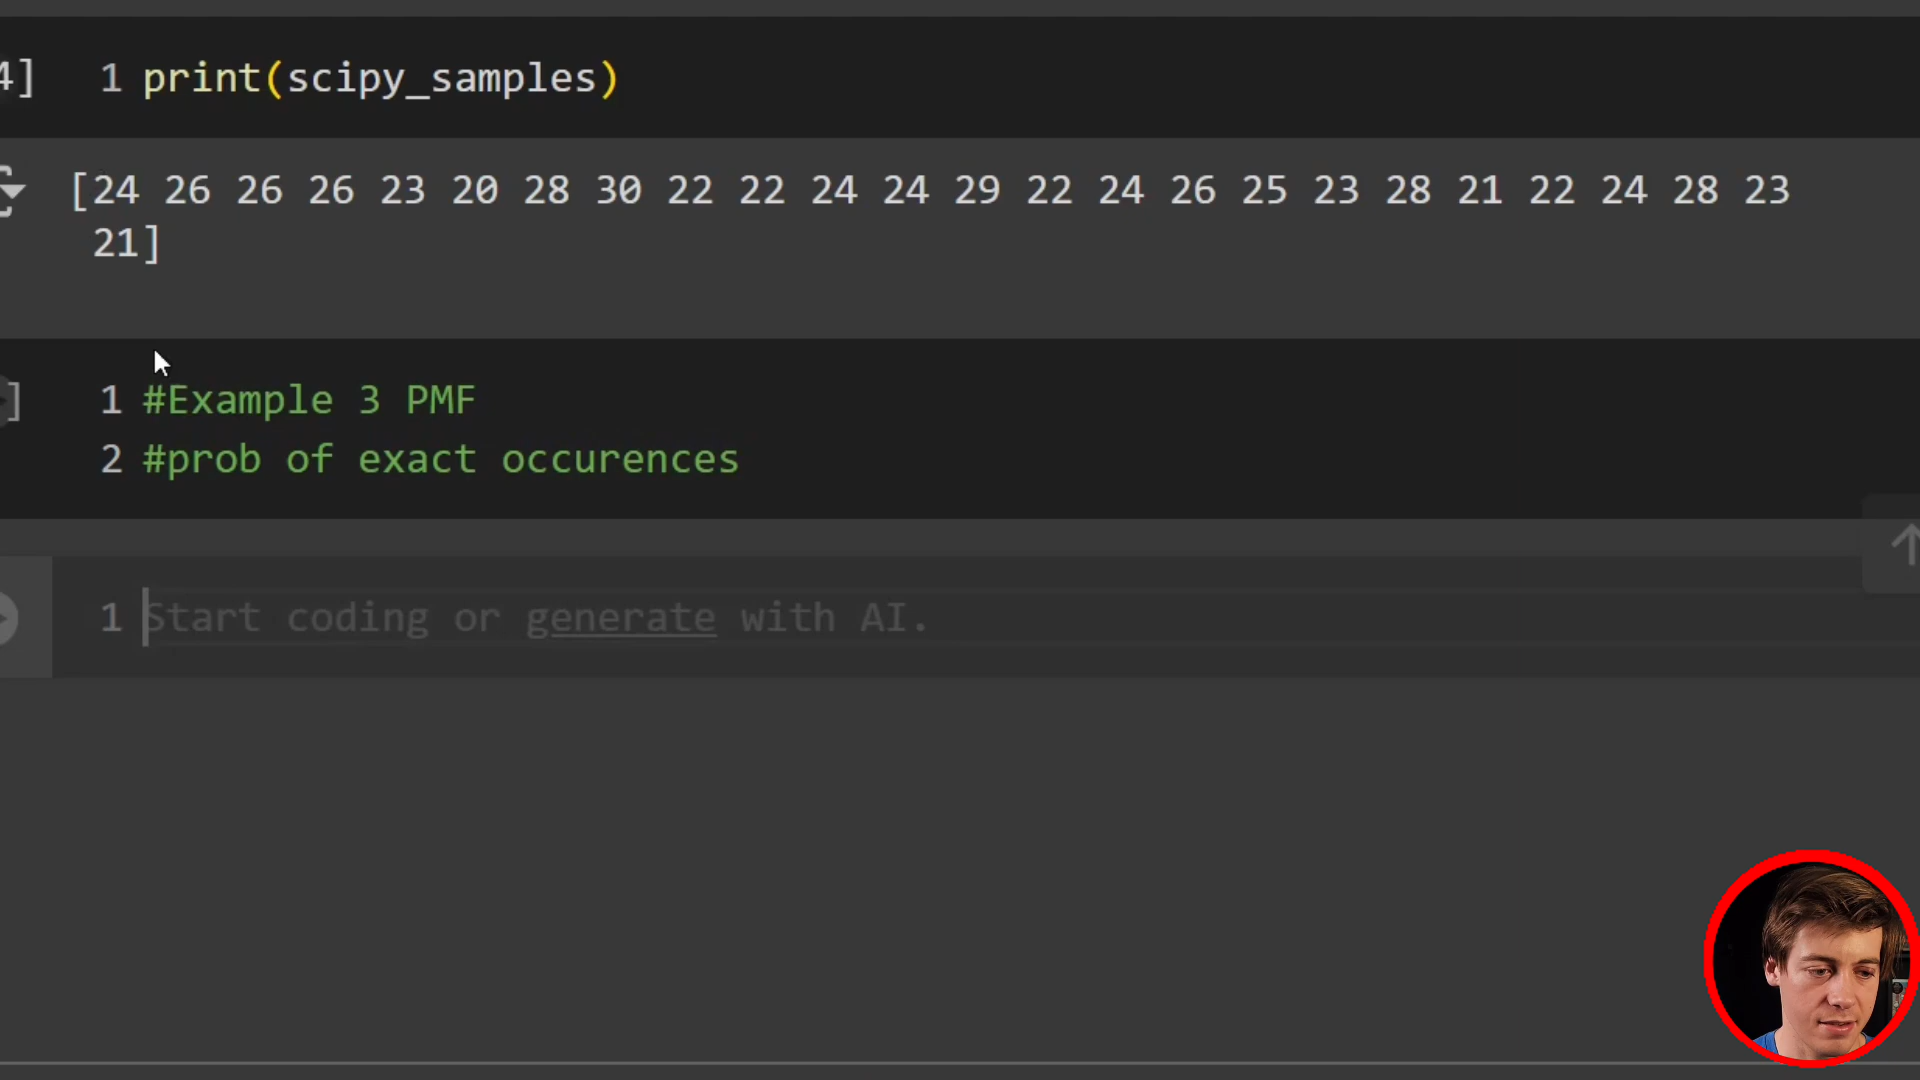 4] 1 print(scipy_samples)
[24 26 26 26 23 20 28 30 22 22 24 24 29 22 24 26 25 23 28 21 22 24 28 23
21]
] 1 #Example 3 PMF
2 #prob of exact occurences
1 Start coding or generate with AI.